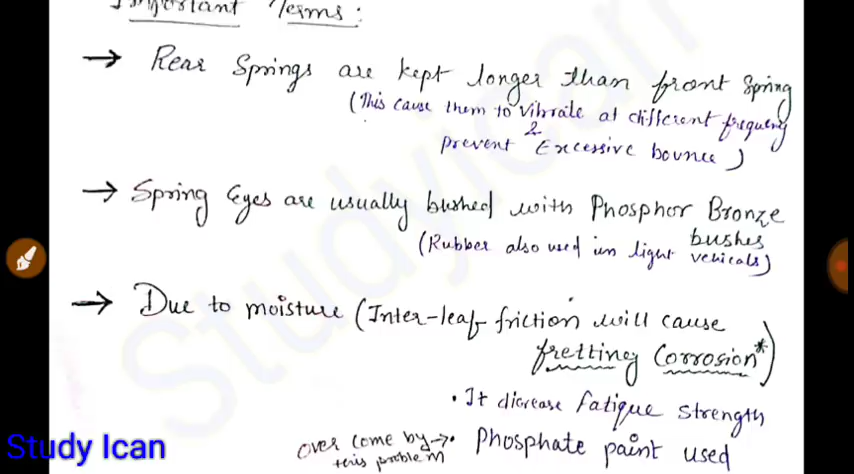 Important Terms:
→ Rear Springs are kept longer than front Spring
(This cause them to vibrate at different frequency
prevent 2 Excessive bounce)
→ Spring Eyes are usually bushed with Phosphor Bronze
bushes
(Rubber also used in light vehicals)
→ Due to moisture (Inter-leaf friction will cause
fretting Corrosion*)
• It dicrease fatique strength
over come by → • Phosphate paint used
this problem
Study Ican
Studyican